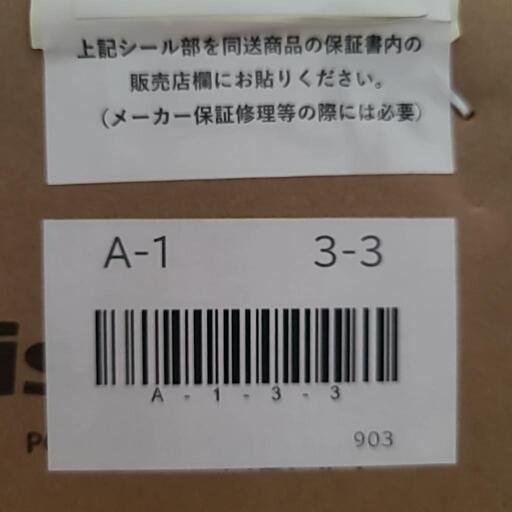 上記シール部を同送商品の保証書内の
販売店欄にお貼りください。
(メーカー保証修理等の際には必要)
A-1 3-3
A-1-3-3
903